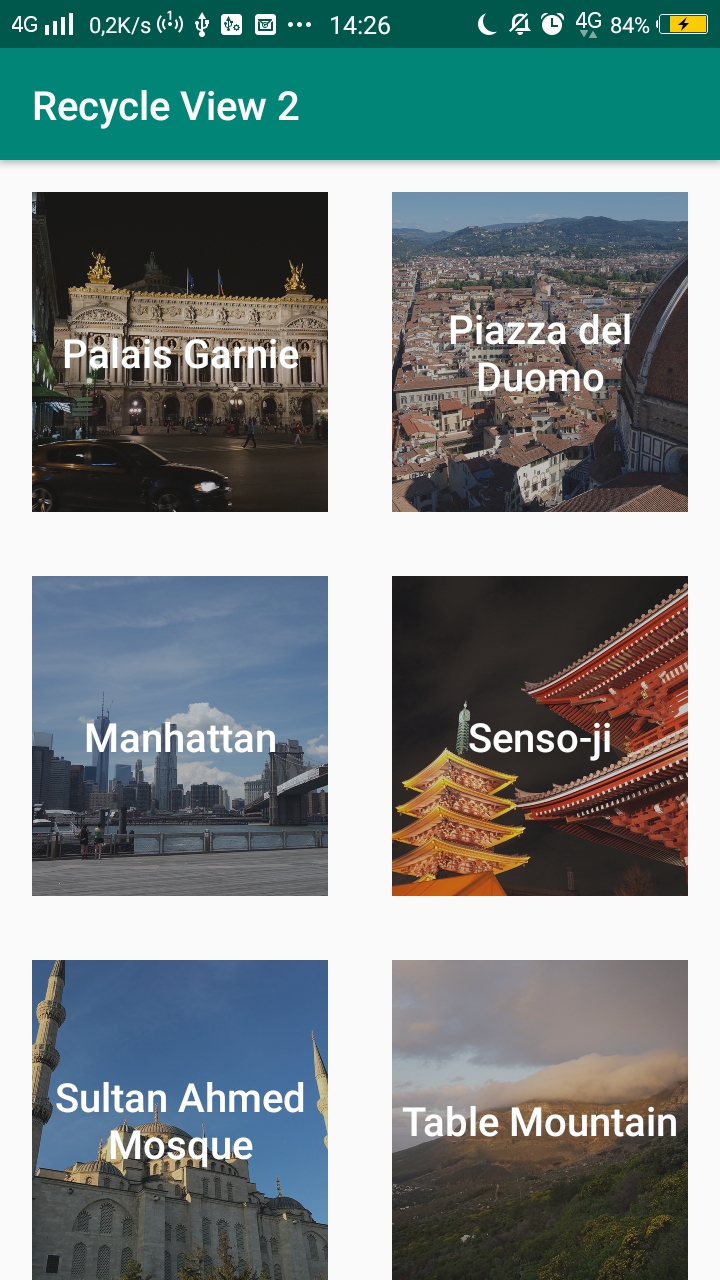 4G 0,2K/s 14:26 4G 84%
Recycle View 2
Palais Garnie
Piazza del
Duomo
Manhattan
Senso-ji
Sultan Ahmed
Mosque
Table Mountain